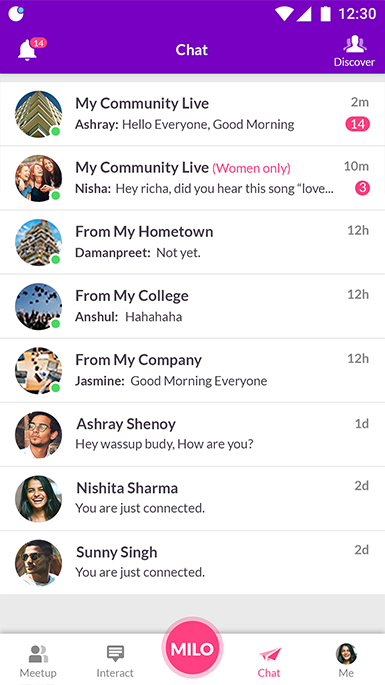 12:30
14
Chat
Discover
My Community Live
2m
Ashray: Hello Everyone, Good Morning
14
My Community Live (Women only)
10m
Nisha: Hey richa, did you hear this song “love...
3
From My Hometown
12h
Damanpreet: Not yet.
From My College
12h
Anshul: Hahahaha
From My Company
12h
Jasmine: Good Morning Everyone
Ashray Shenoy
1d
Hey wassup budy, How are you?
Nishita Sharma
2d
You are just connected.
Sunny Singh
2d
You are just connected.
Meetup
Interact
MILO
Chat
Me